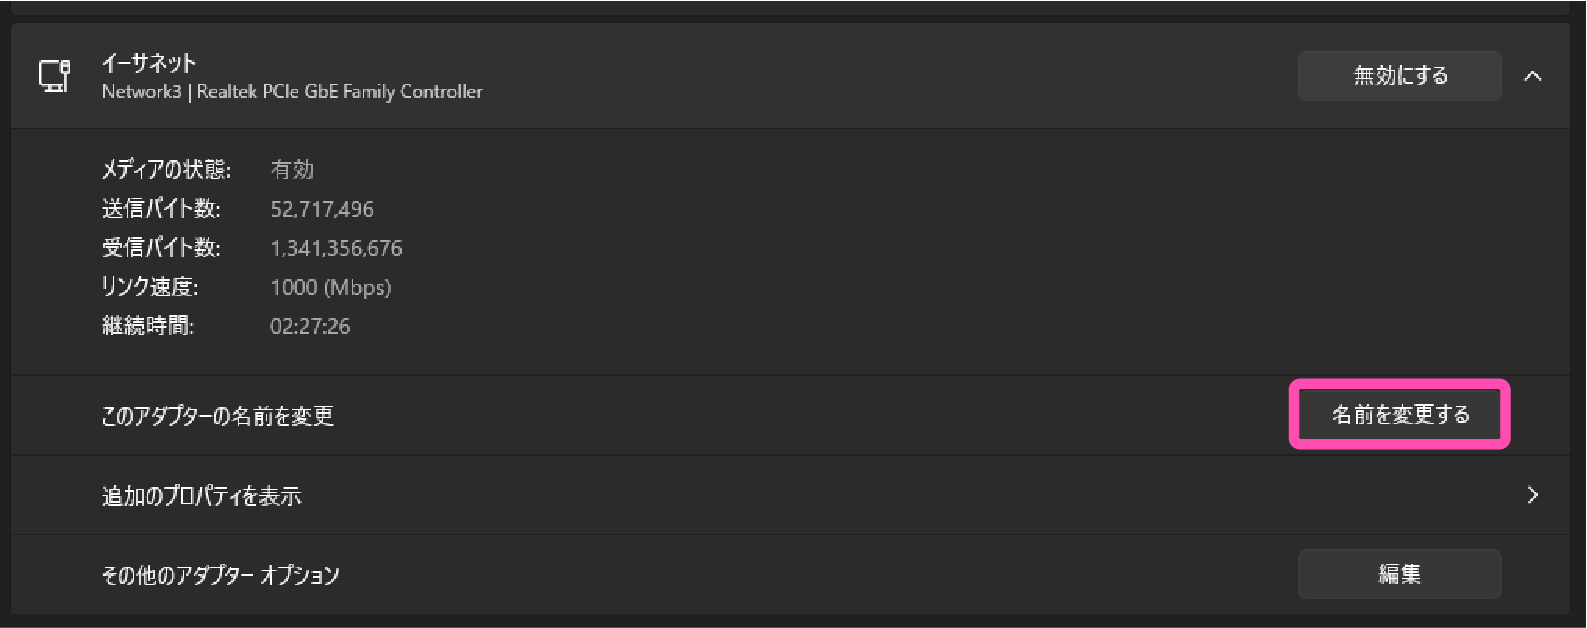 イーサネット
Network3 | Realtek PCIe GbE Family Controller
無効にする
メディアの状態: 有効
送信バイト数: 52,717,496
受信バイト数: 1,341,356,676
リンク速度: 1000 (Mbps)
継続時間: 02:27:26
このアダプターの名前を変更
名前を変更する
追加のプロパティを表示
その他のアダプター オプション
編集